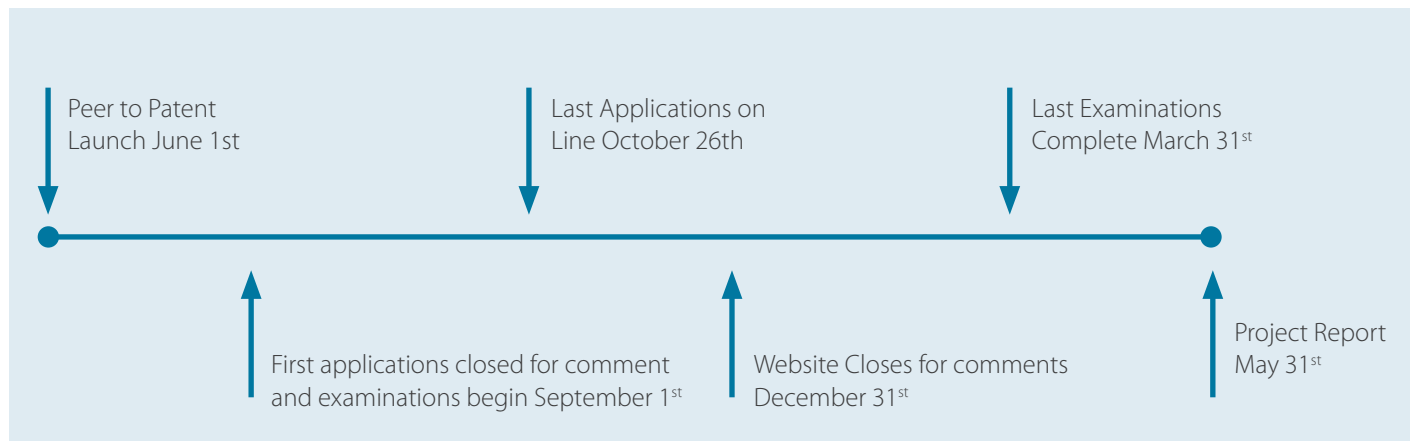 Peer to Patent
Launch June 1st
Last Applications on
Line October 26th
Last Examinations
Complete March 31st
First applications closed for comment
and examinations begin September 1st
Website Closes for comments
December 31st
Project Report
May 31st